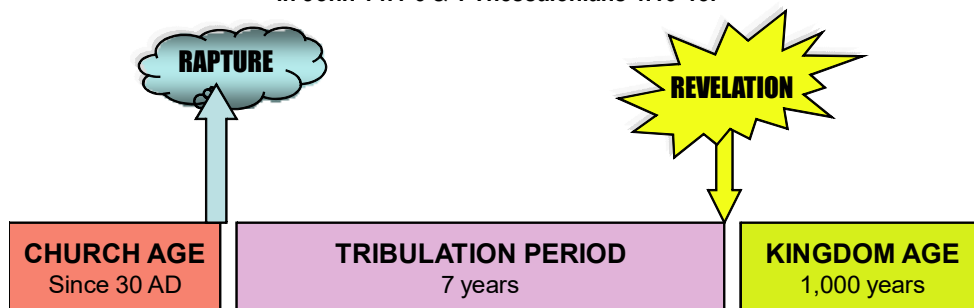 RAPTURE
REVELATION
CHURCH AGE
Since 30 AD
TRIBULATION PERIOD
7 years
KINGDOM AGE
1,000 years